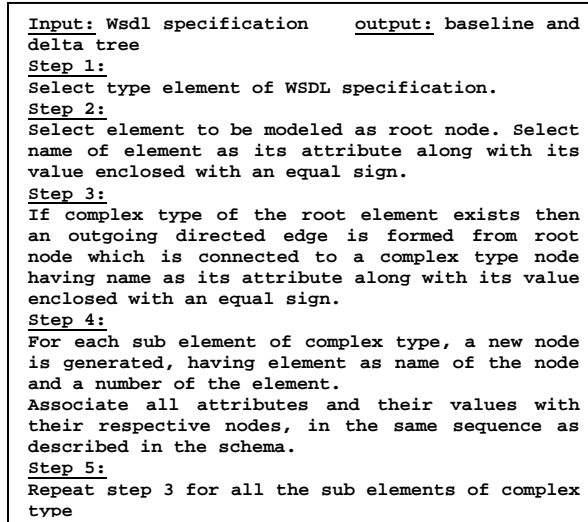 Input: Wsdl specification output: baseline and
delta tree
Step 1:
Select type element of WSDL specification.
Step 2:
Select element to be modeled as root node. Select
name of element as its attribute along with its
value enclosed with an equal sign.
Step 3:
If complex type of the root element exists then
an outgoing directed edge is formed from root
node which is connected to a complex type node
having name as its attribute along with its value
enclosed with an equal sign.
Step 4:
For each sub element of complex type, a new node
is generated, having element as name of the node
and a number of the element.
Associate all attributes and their values with
their respective nodes, in the same sequence as
described in the schema.
Step 5:
Repeat step 3 for all the sub elements of complex
type